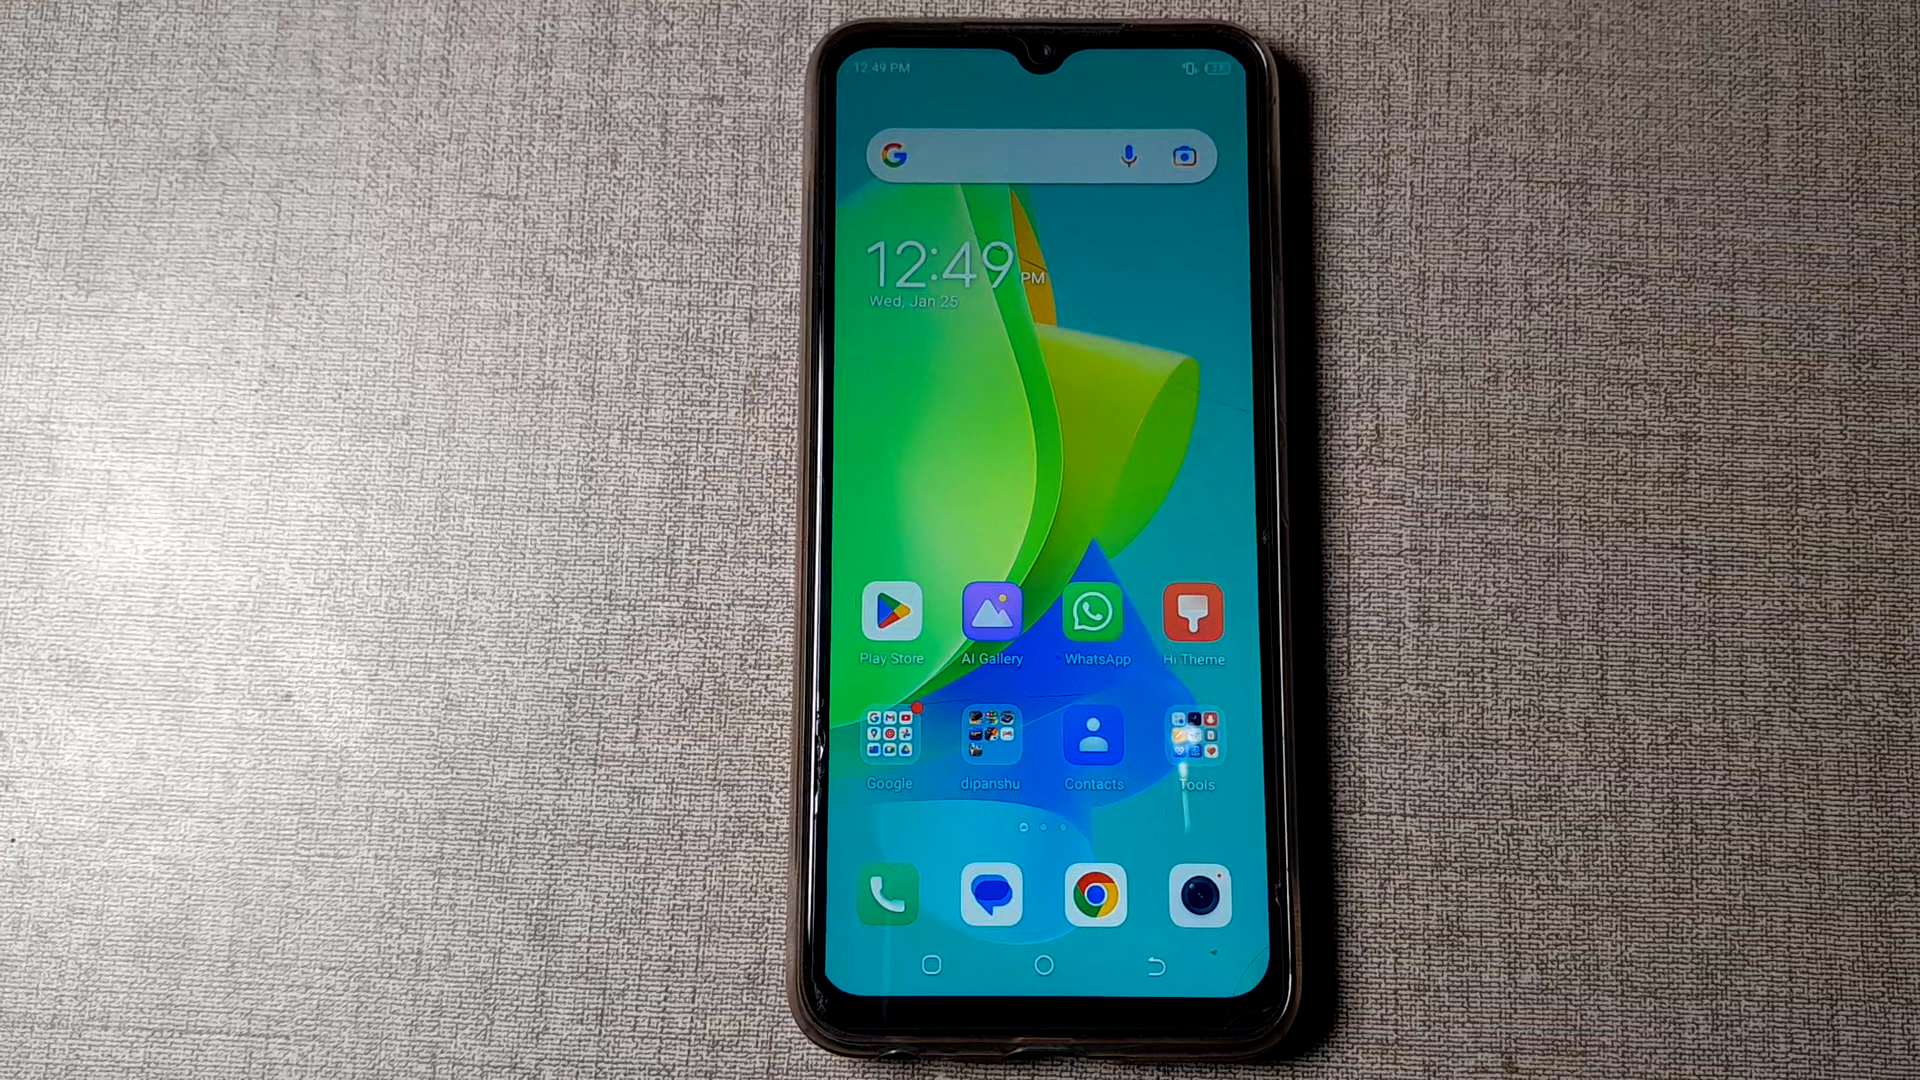 12:49 PM
12:49 PM
Wed, Jan 25
Play Store AI Gallery WhatsApp Hi Theme
Google dipanshu Contacts Tools